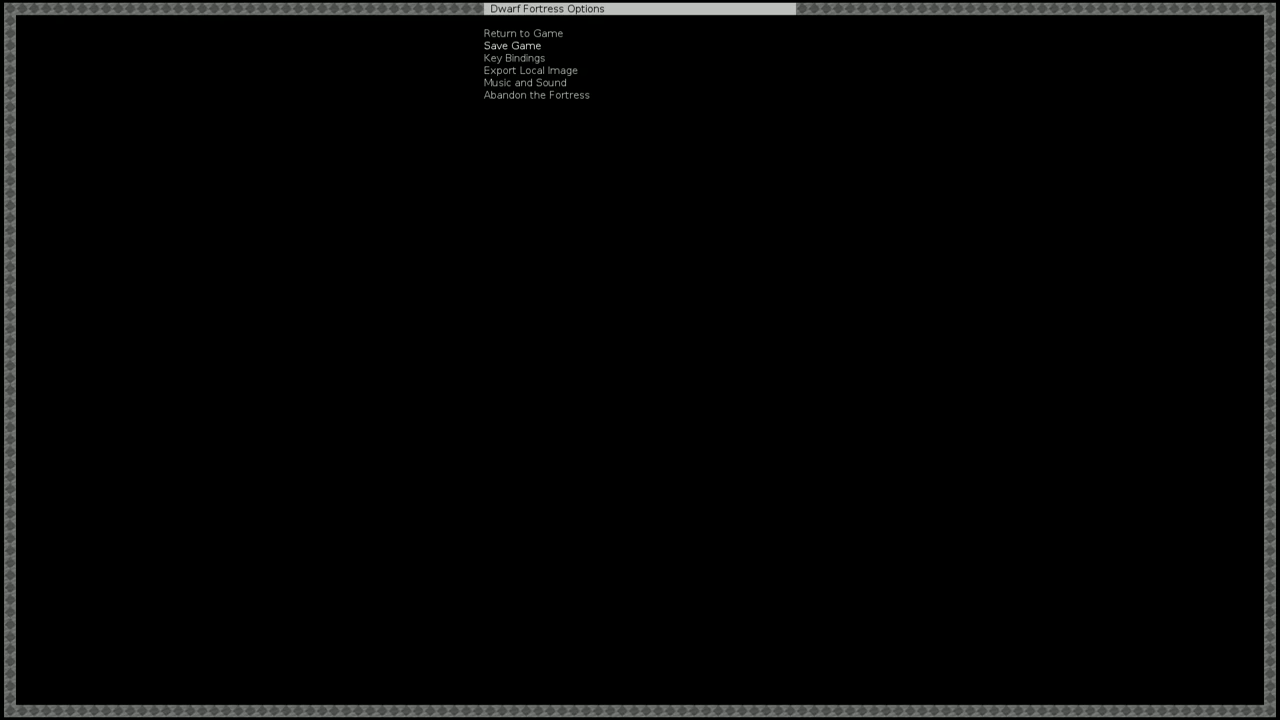 Dwarf Fortress Options
Return to Game
Save Game
Key Bindings
Export Local Image
Music and Sound
Abandon the Fortress